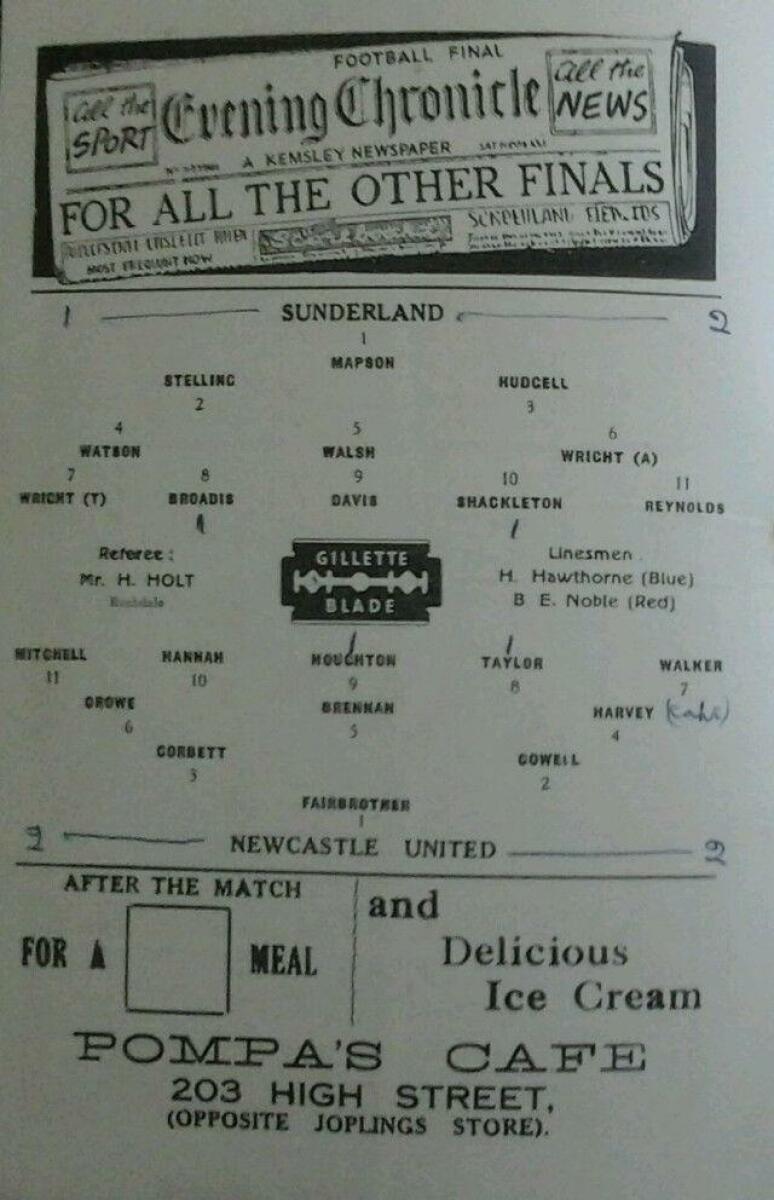 FOOTBALL FINAL
All the SPORT
Evening Chronicle
All the NEWS
A KEMSLEY NEWSPAPER
FOR ALL THE OTHER FINALS
MOST FREQUENT NOW
1 SUNDERLAND 2
1
MAPSON
STELLING HUDGELL
2 3
4 5 6
WATSON WALSH WRIGHT (A)
7 8 9 10 11
WRIGHT (T) BROADIS DAVIS SHACKLETON REYNOLDS
Referee:
Mr. H. HOLT
Rochdale
GILLETTE
BLADE
Linesmen
H. Hawthorne (Blue)
B E. Noble (Red)
MITCHELL HANNAH HOUGHTON TAYLOR WALKER
11 10 9 8 7
CROWE BRENNAN HARVEY
6 5 4
CORBETT COWELL
3 2
FAIRBROTHER
1
2 NEWCASTLE UNITED 2
AFTER THE MATCH
FOR A MEAL
and
Delicious
Ice Cream
POMPA'S CAFE
203 HIGH STREET,
(OPPOSITE JOPLINGS STORE).